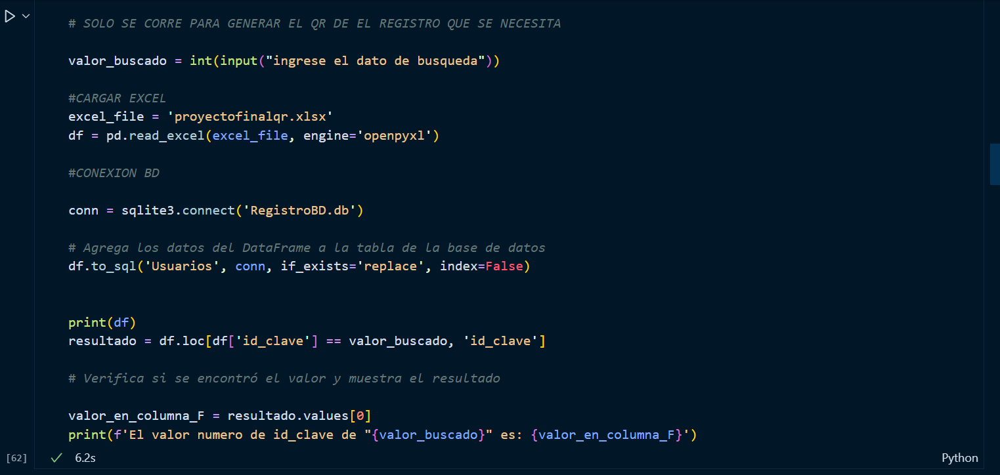 # SOLO SE CORRE PARA GENERAR EL QR DE EL REGISTRO QUE SE NECESITA
valor_buscado = int(input("ingrese el dato de busqueda"))
#CARGAR EXCEL
excel_file = 'proyectofinalqr.xlsx'
df = pd.read_excel(excel_file, engine='openpyxl')
#CONEXION BD
conn = sqlite3.connect('RegistroBD.db')
# Agrega los datos del DataFrame a la tabla de la base de datos
df.to_sql('Usuarios', conn, if_exists='replace', index=False)
print(df)
resultado = df.loc[df['id_clave'] == valor_buscado, 'id_clave']
# Verifica si se encontró el valor y muestra el resultado
valor_en_columna_F = resultado.values[0]
print(f'El valor numero de id_clave de "{valor_buscado}" es: {valor_en_columna_F}')
[62] 6.2s Python